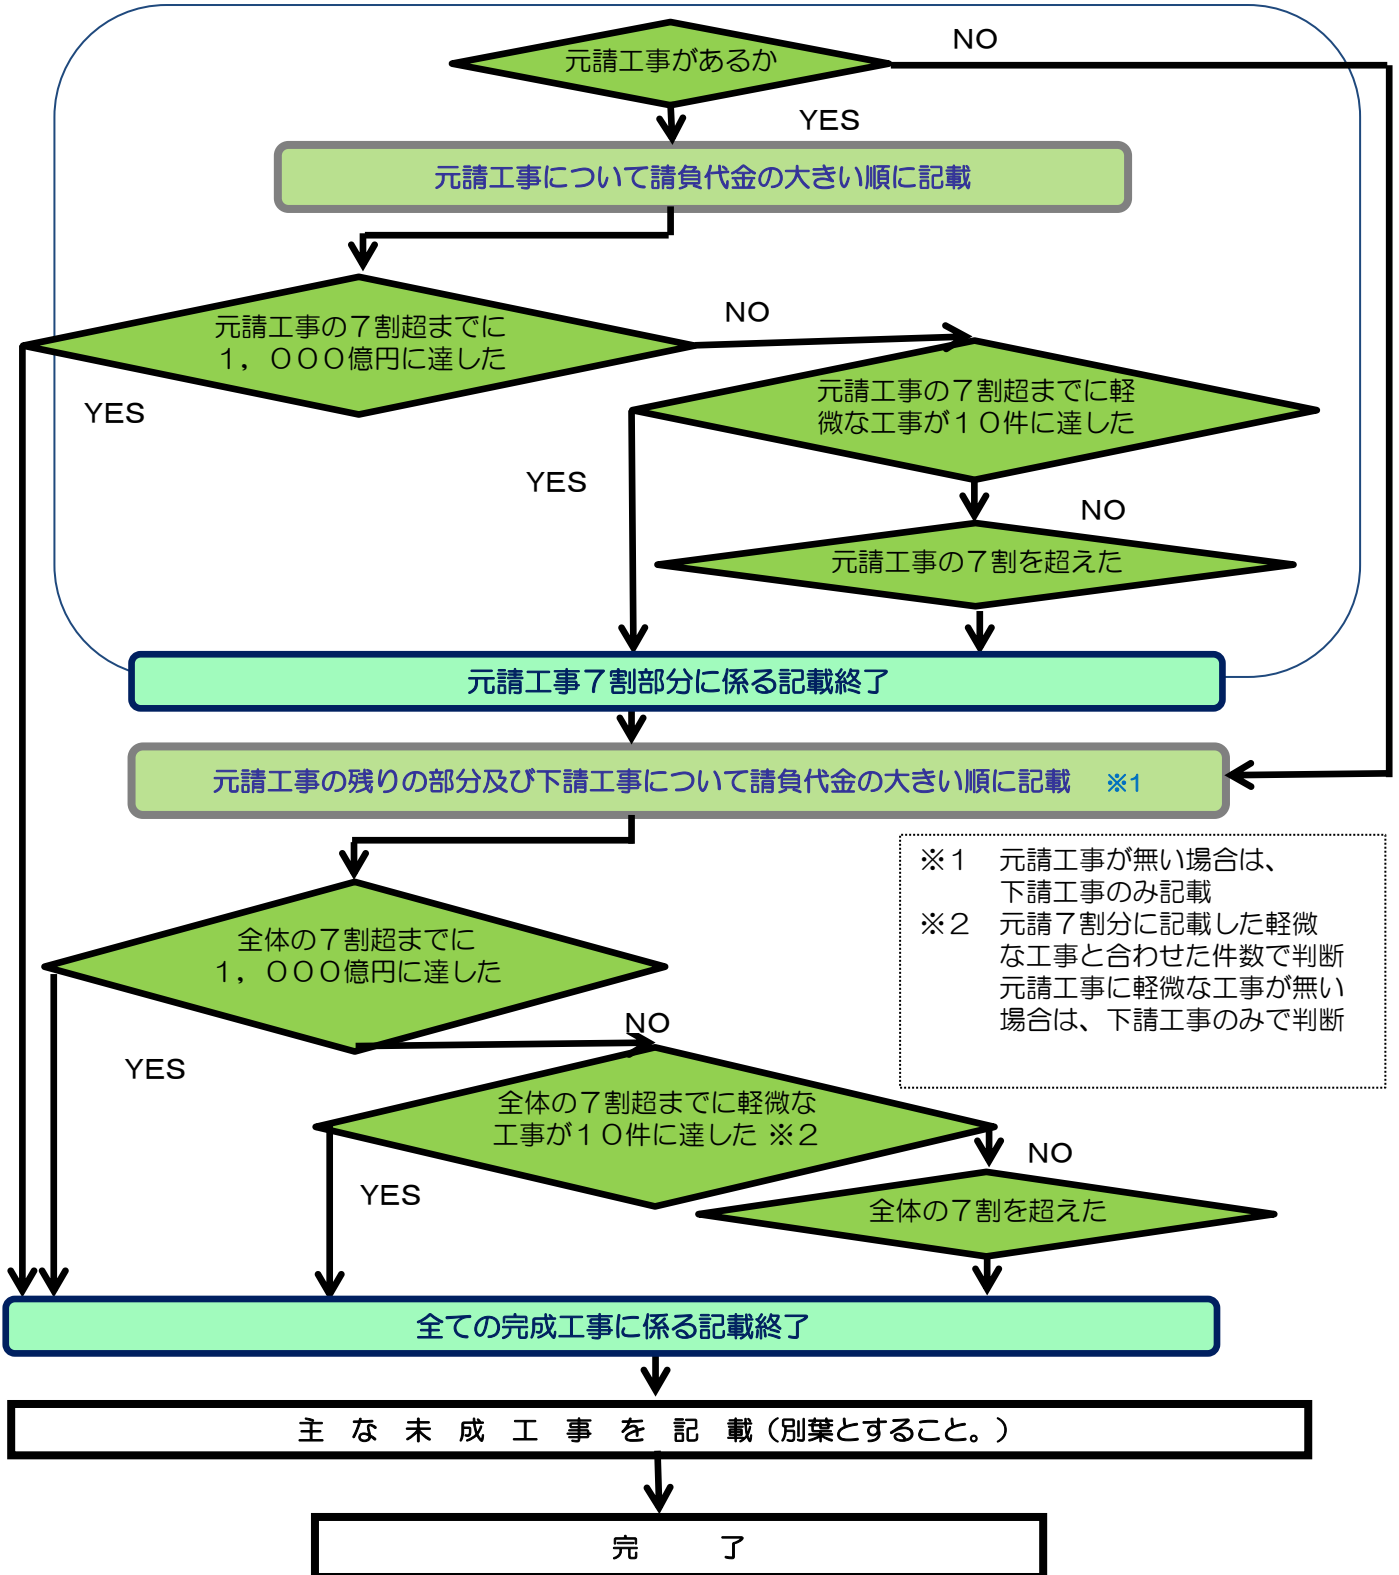 元請工事があるか
NO
YES
元請工事について請負代金の大きい順に記載
元請工事の７割超までに
１，０００億円に達した
NO
YES
元請工事の７割超までに軽
微な工事が１０件に達した
YES
NO
元請工事の７割を超えた
元請工事７割部分に係る記載終了
元請工事の残りの部分及び下請工事について請負代金の大きい順に記載　※1
※１　元請工事が無い場合は、
下請工事のみ記載
※２　元請７割分に記載した軽微
な工事と合わせた件数で判断
元請工事に軽微な工事が無い
場合は、下請工事のみで判断
全体の７割超までに
１，０００億円に達した
NO
YES
全体の７割超までに軽微な
工事が１０件に達した ※２
NO
YES
全体の７割を超えた
全ての完成工事に係る記載終了
主　な　未　成　工　事　を　記　載（別葉とすること。）
完　　　了